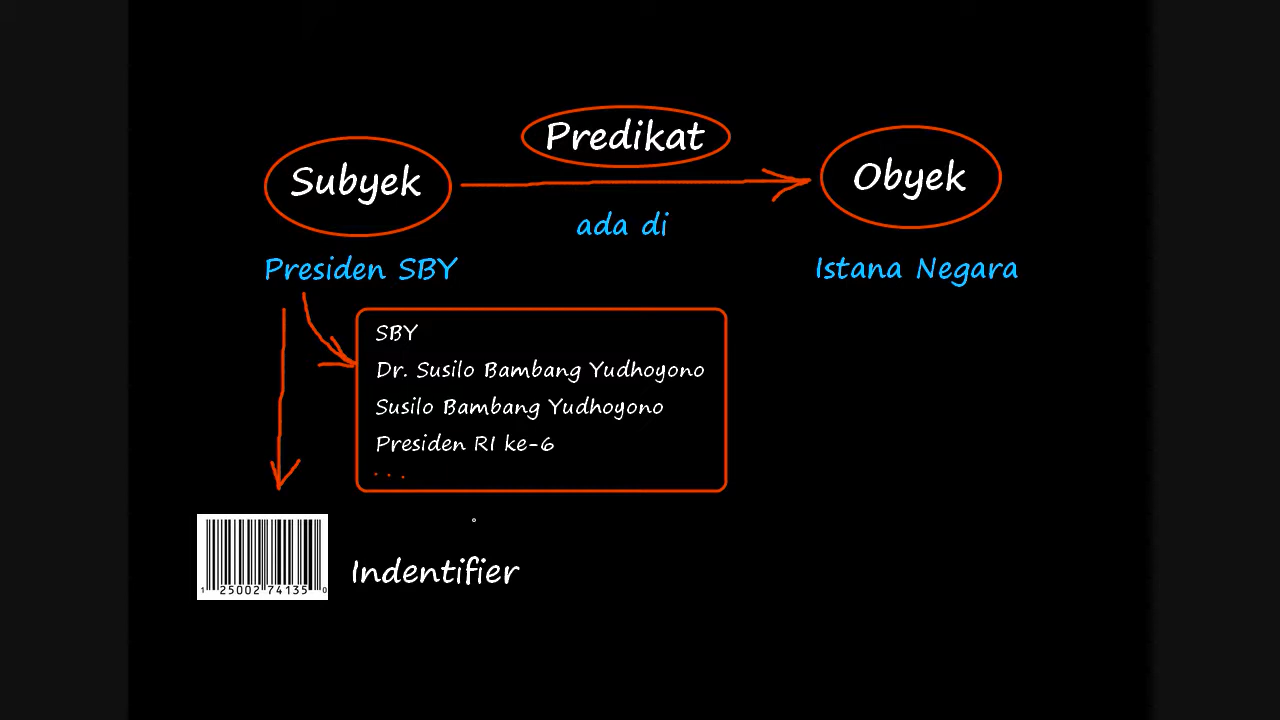 Predikat
Subyek
Obyek
ada di
Presiden SBY
Istana Negara
SBY
Dr. Susilo Bambang Yudhoyono
Susilo Bambang Yudhoyono
Presiden RI ke-6
. . .
Indentifier
1 25002 74135 0